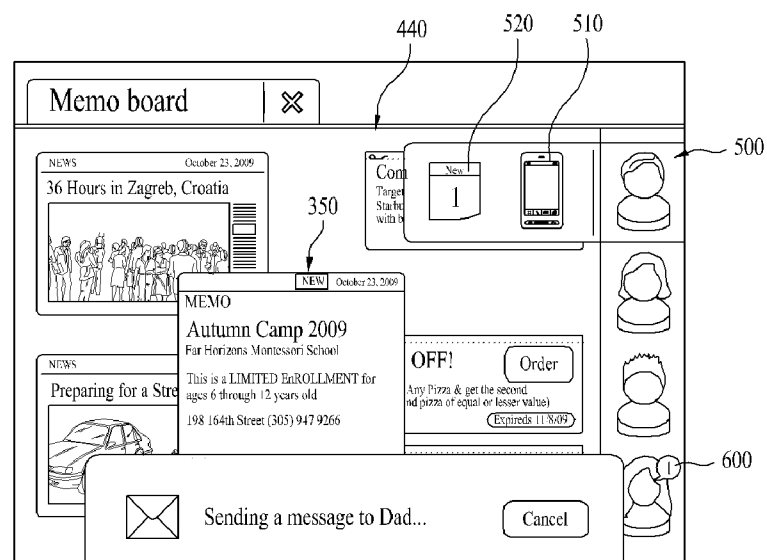 440
520
510
Memo board
500
NEWS October 23, 2009
36 Hours in Zagreb, Croatia
Com
Target
Starbu
with b
New
1
350
NEW October 23, 2009
MEMO
Autumn Camp 2009
Far Horizons Montessori School
This is a LIMITED EnROLLMENT for
ages 6 through 12 years old
198 164th Street (305) 947 9266
NEWS
Preparing for a Stre
OFF!
Order
Any Pizza & get the second
nd pizza of equal or lesser value)
Expireds 11/8/09
1
600
Sending a message to Dad...
Cancel